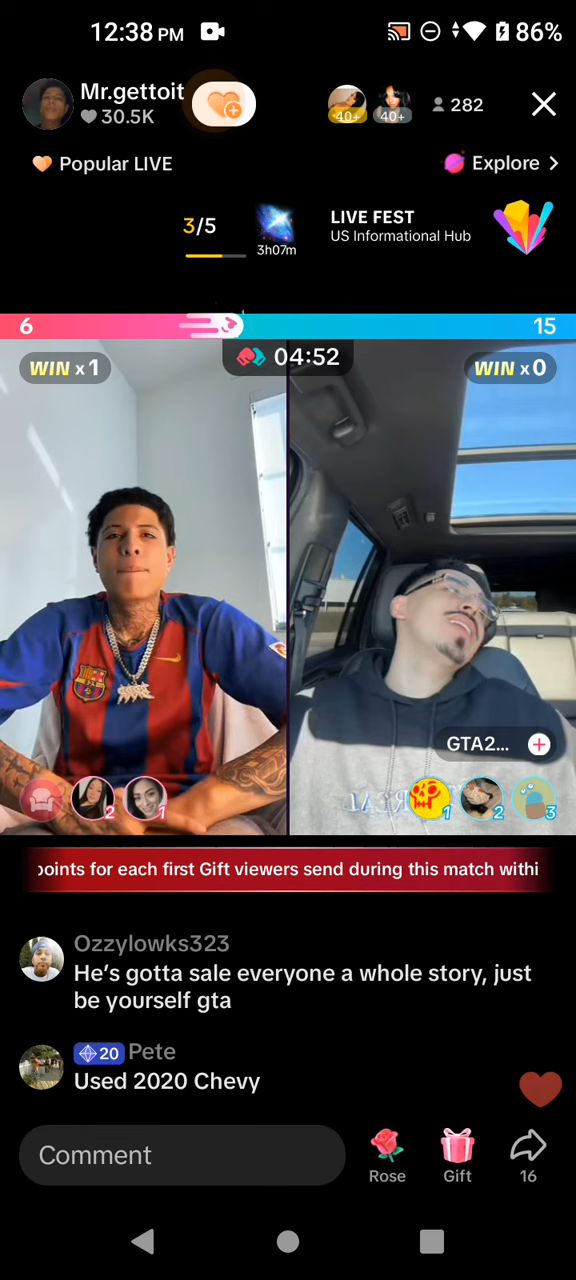 12:38 PM
86%
Mr.gettoit
30.5K
40+
40+
282
Popular LIVE
Explore
3/5
3h07m
LIVE FEST
US Informational Hub
6
15
WIN x 1
04:52
WIN x 0
GTA2...
2
1
1
2
3
points for each first Gift viewers send during this match withi
Ozzylowks323
He's gotta sale everyone a whole story, just
be yourself gta
20 Pete
Used 2020 Chevy
Comment
Rose
Gift
16